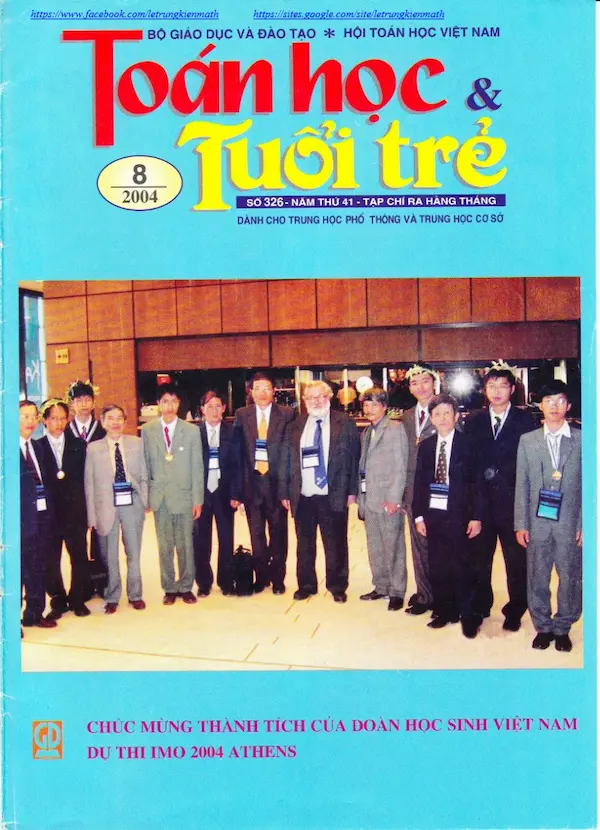 https://www.facebook.com/letrungkienmath https://sites.google.com/site/letrungkienmath
BỘ GIÁO DỤC VÀ ĐÀO TẠO * HỘI TOÁN HỌC VIỆT NAM
Toán học &
Tuổi trẻ
8
2004
SỐ 326 - NĂM THỨ 41 - TẠP CHÍ RA HÀNG THÁNG
DÀNH CHO TRUNG HỌC PHỔ THÔNG VÀ TRUNG HỌC CƠ SỞ
GD
CHÚC MỪNG THÀNH TÍCH CỦA ĐOÀN HỌC SINH VIỆT NAM
DỰ THI IMO 2004 ATHENS